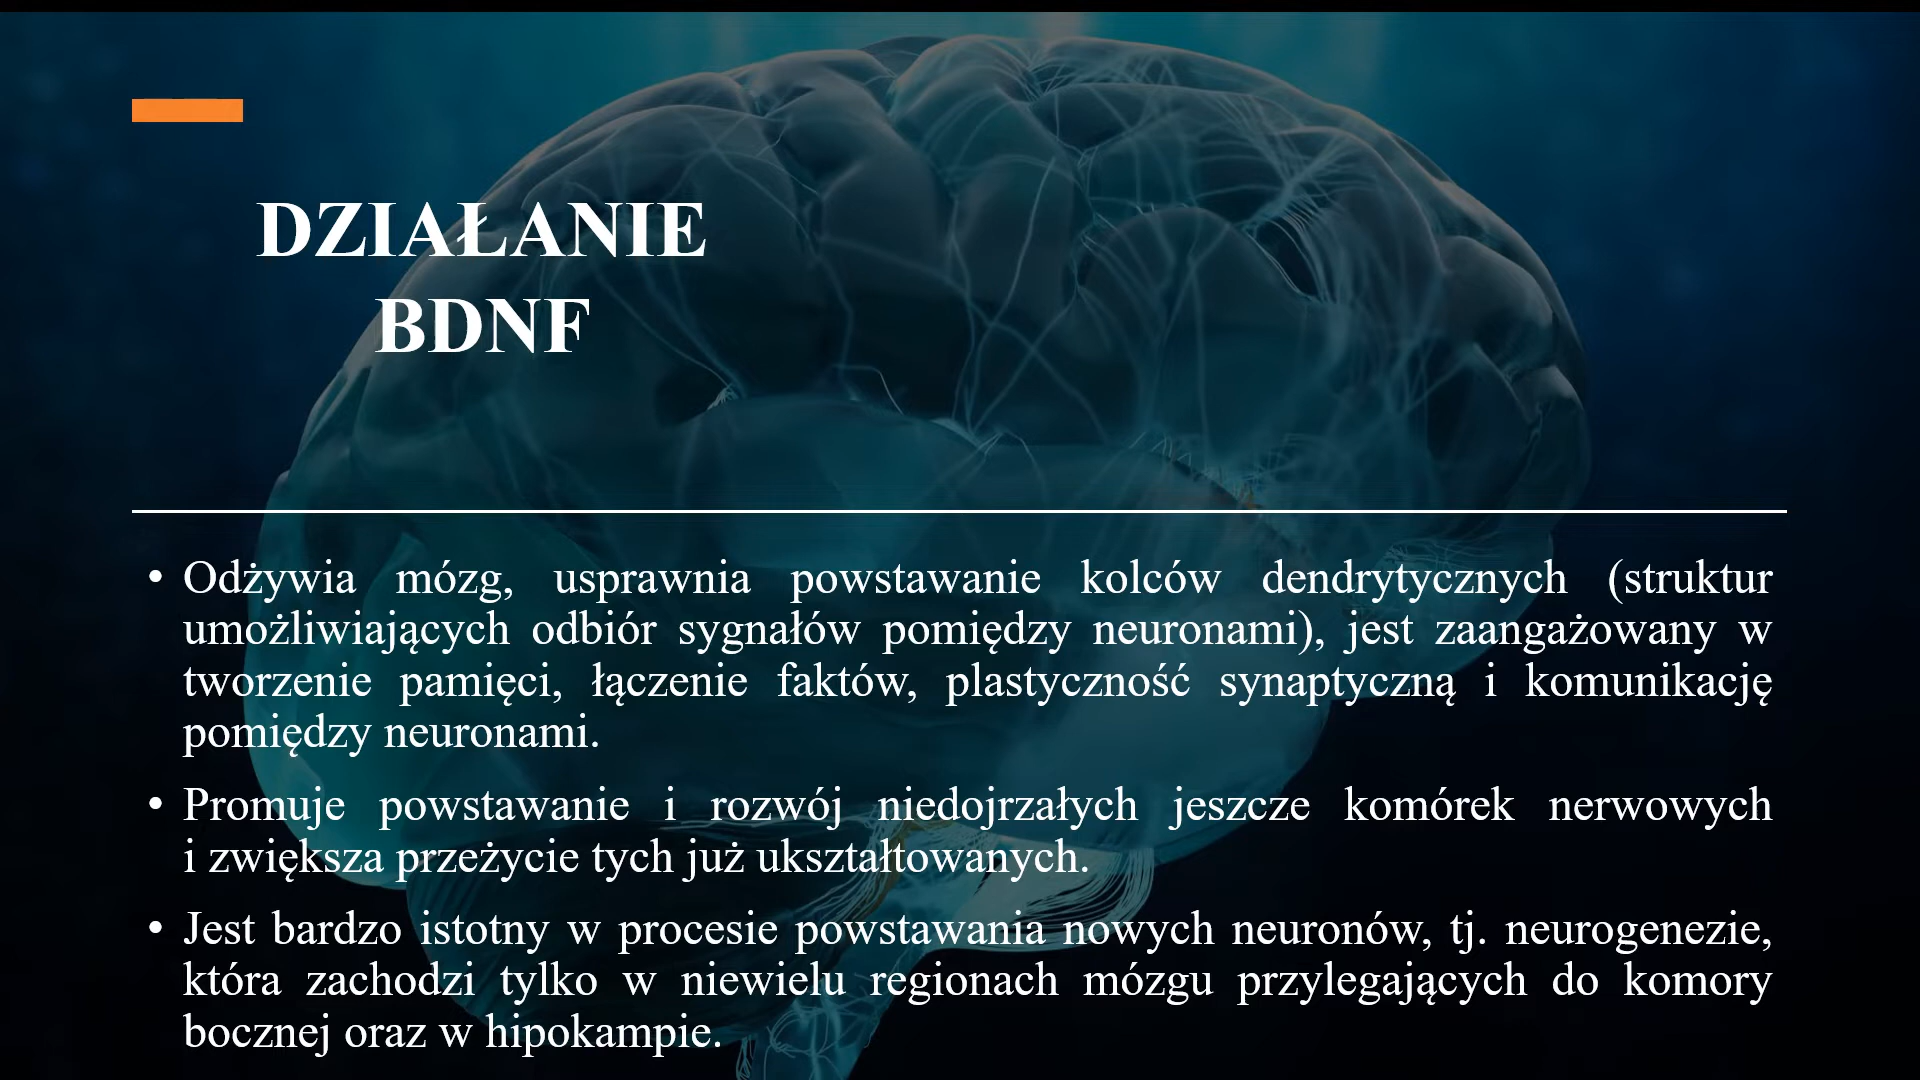 DZIAŁANIE
BDNF
• Odżywia mózg, usprawnia powstawanie kolców dendrytycznych (struktur
umożliwiających odbiór sygnałów pomiędzy neuronami), jest zaangażowany w
tworzenie pamięci, łączenie faktów, plastyczność synaptyczną i komunikację
pomiędzy neuronami.
• Promuje powstawanie i rozwój niedojrzałych jeszcze komórek nerwowych
i zwiększa przeżycie tych już ukształtowanych.
• Jest bardzo istotny w procesie powstawania nowych neuronów, tj. neurogenezie,
która zachodzi tylko w niewielu regionach mózgu przylegających do komory
bocznej oraz w hipokampie.